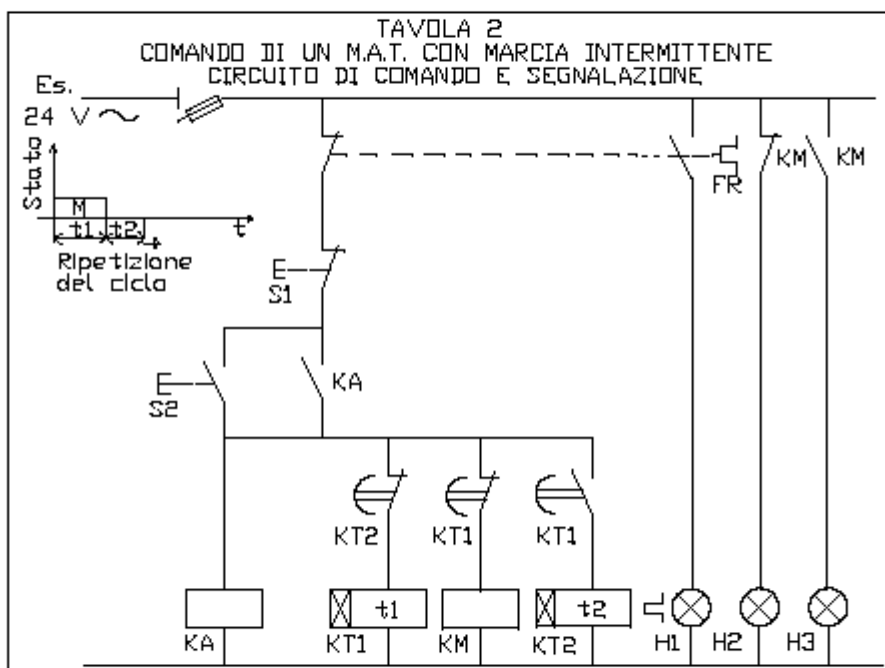 TAVOLA 2
COMANDO DI UN M.A.T. CON MARCIA INTERMITTENTE
CIRCUITO DI COMANDO E SEGNALAZIONE
Es.
24 V
Stato
M
t1 t2 t
Ripetizione
del ciclo
FR KM KM
S1
S2 KA
KT2 KT1 KT1
t1 t2
KA KT1 KM KT2 H1 H2 H3